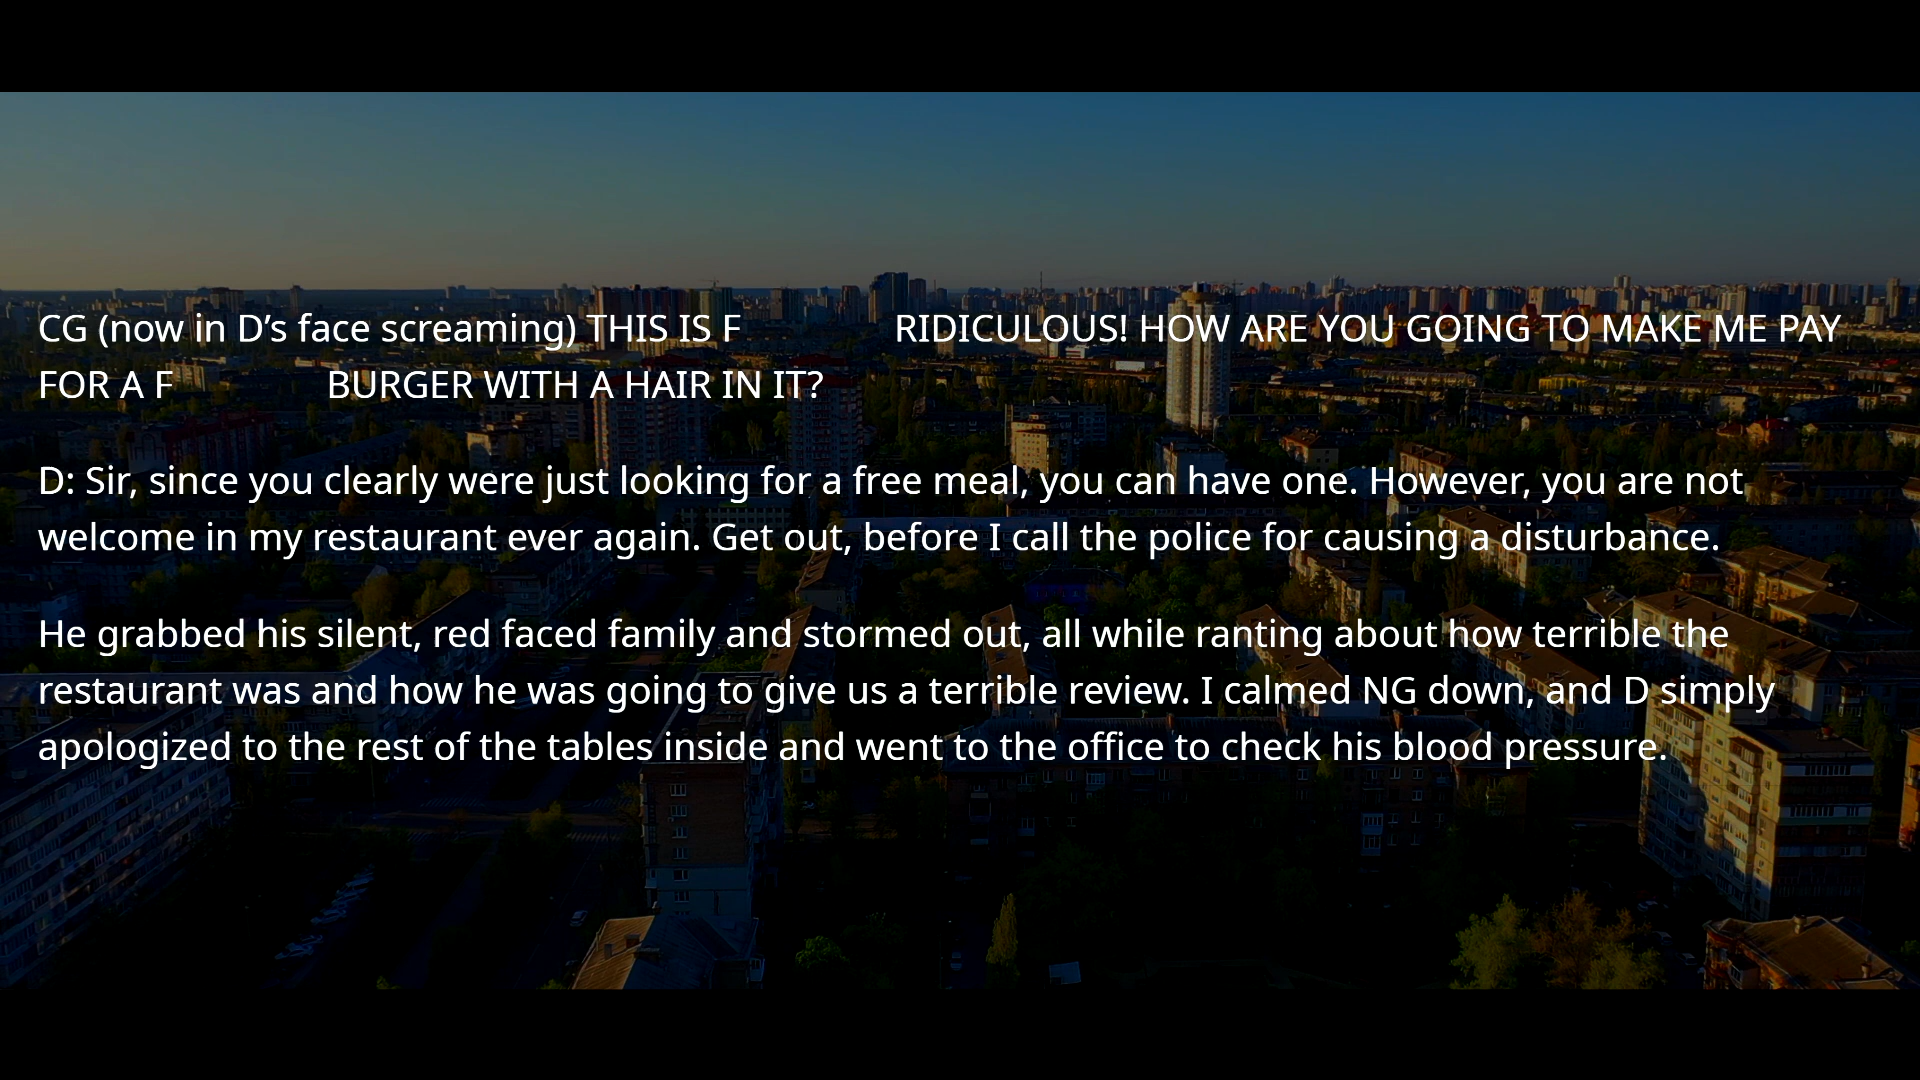 CG (now in D’s face screaming) THIS IS F RIDICULOUS! HOW ARE YOU GOING TO MAKE ME PAY
FOR A F BURGER WITH A HAIR IN IT?
D: Sir, since you clearly were just looking for a free meal, you can have one. However, you are not
welcome in my restaurant ever again. Get out, before I call the police for causing a disturbance.
He grabbed his silent, red faced family and stormed out, all while ranting about how terrible the
restaurant was and how he was going to give us a terrible review. I calmed NG down, and D simply
apologized to the rest of the tables inside and went to the office to check his blood pressure.